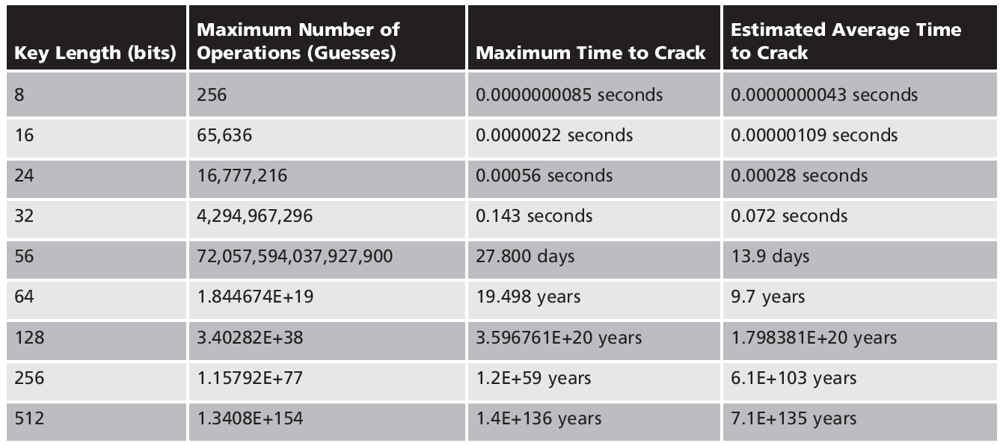 Key Length (bits) Maximum Number of Operations (Guesses) Maximum Time to Crack Estimated Average Time to Crack
8 256 0.0000000085 seconds 0.0000000043 seconds
16 65,636 0.0000022 seconds 0.00000109 seconds
24 16,777,216 0.00056 seconds 0.00028 seconds
32 4,294,967,296 0.143 seconds 0.072 seconds
56 72,057,594,037,927,900 27.800 days 13.9 days
64 1.844674E+19 19.498 years 9.7 years
128 3.40282E+38 3.596761E+20 years 1.798381E+20 years
256 1.15792E+77 1.2E+59 years 6.1E+103 years
512 1.3408E+154 1.4E+136 years 7.1E+135 years